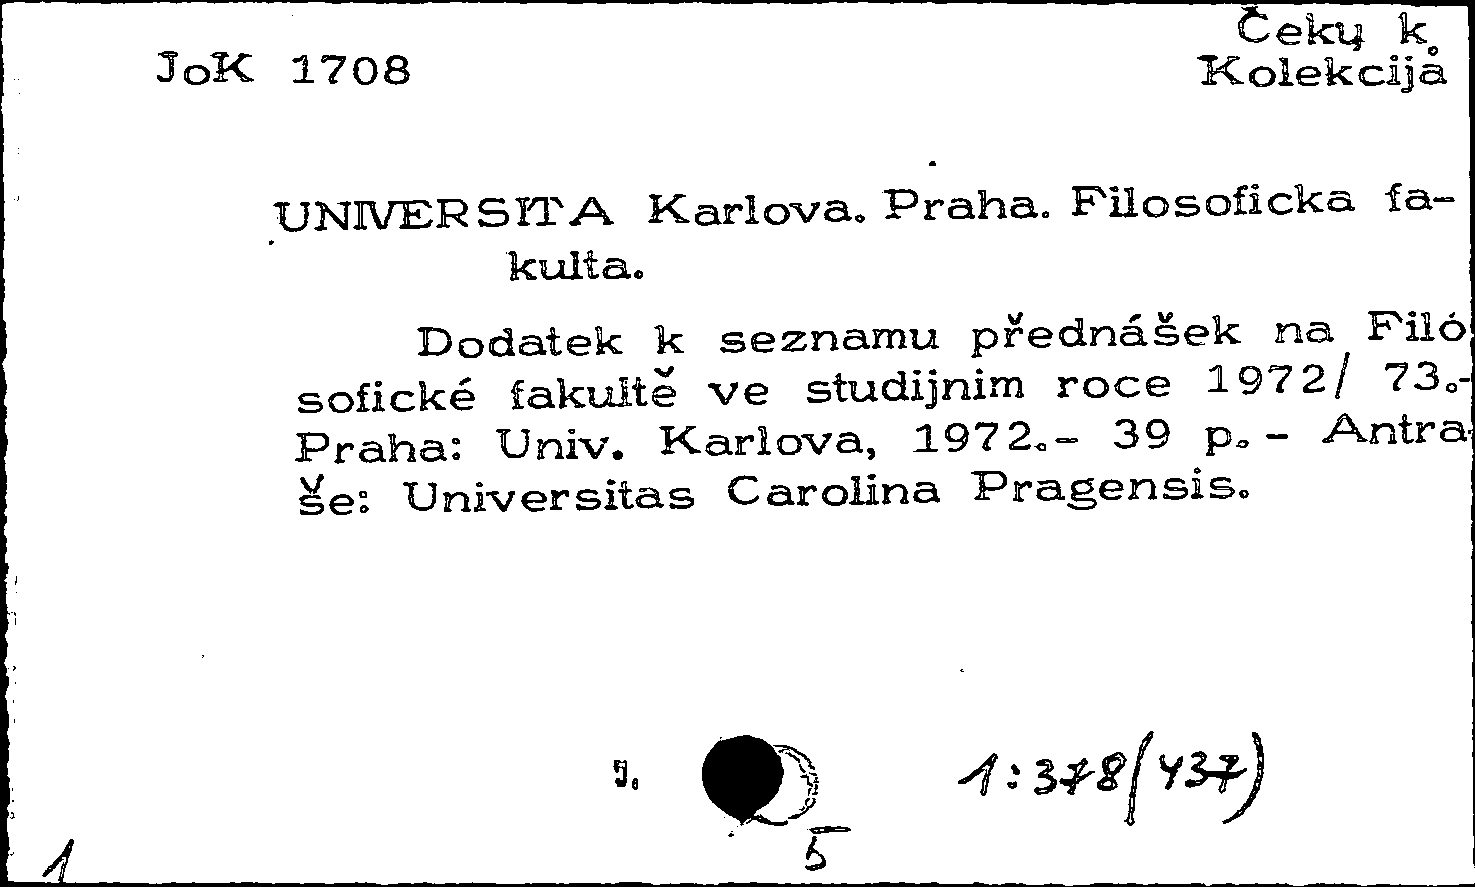 Čekų k.
JoK 1708
Kolekcija
UNIVERSITA Karlova. Praha. Filosoficka fa-
kulta.
Dodatek k seznamu přednášek na Filo
sofické fakultě ve studijnim roce 1972/ 73.-
Praha: Univ. Karlova, 1972.- 39 p. - Antra
še: Universitas Carolina Pragensis.
1:378(437)
5
1